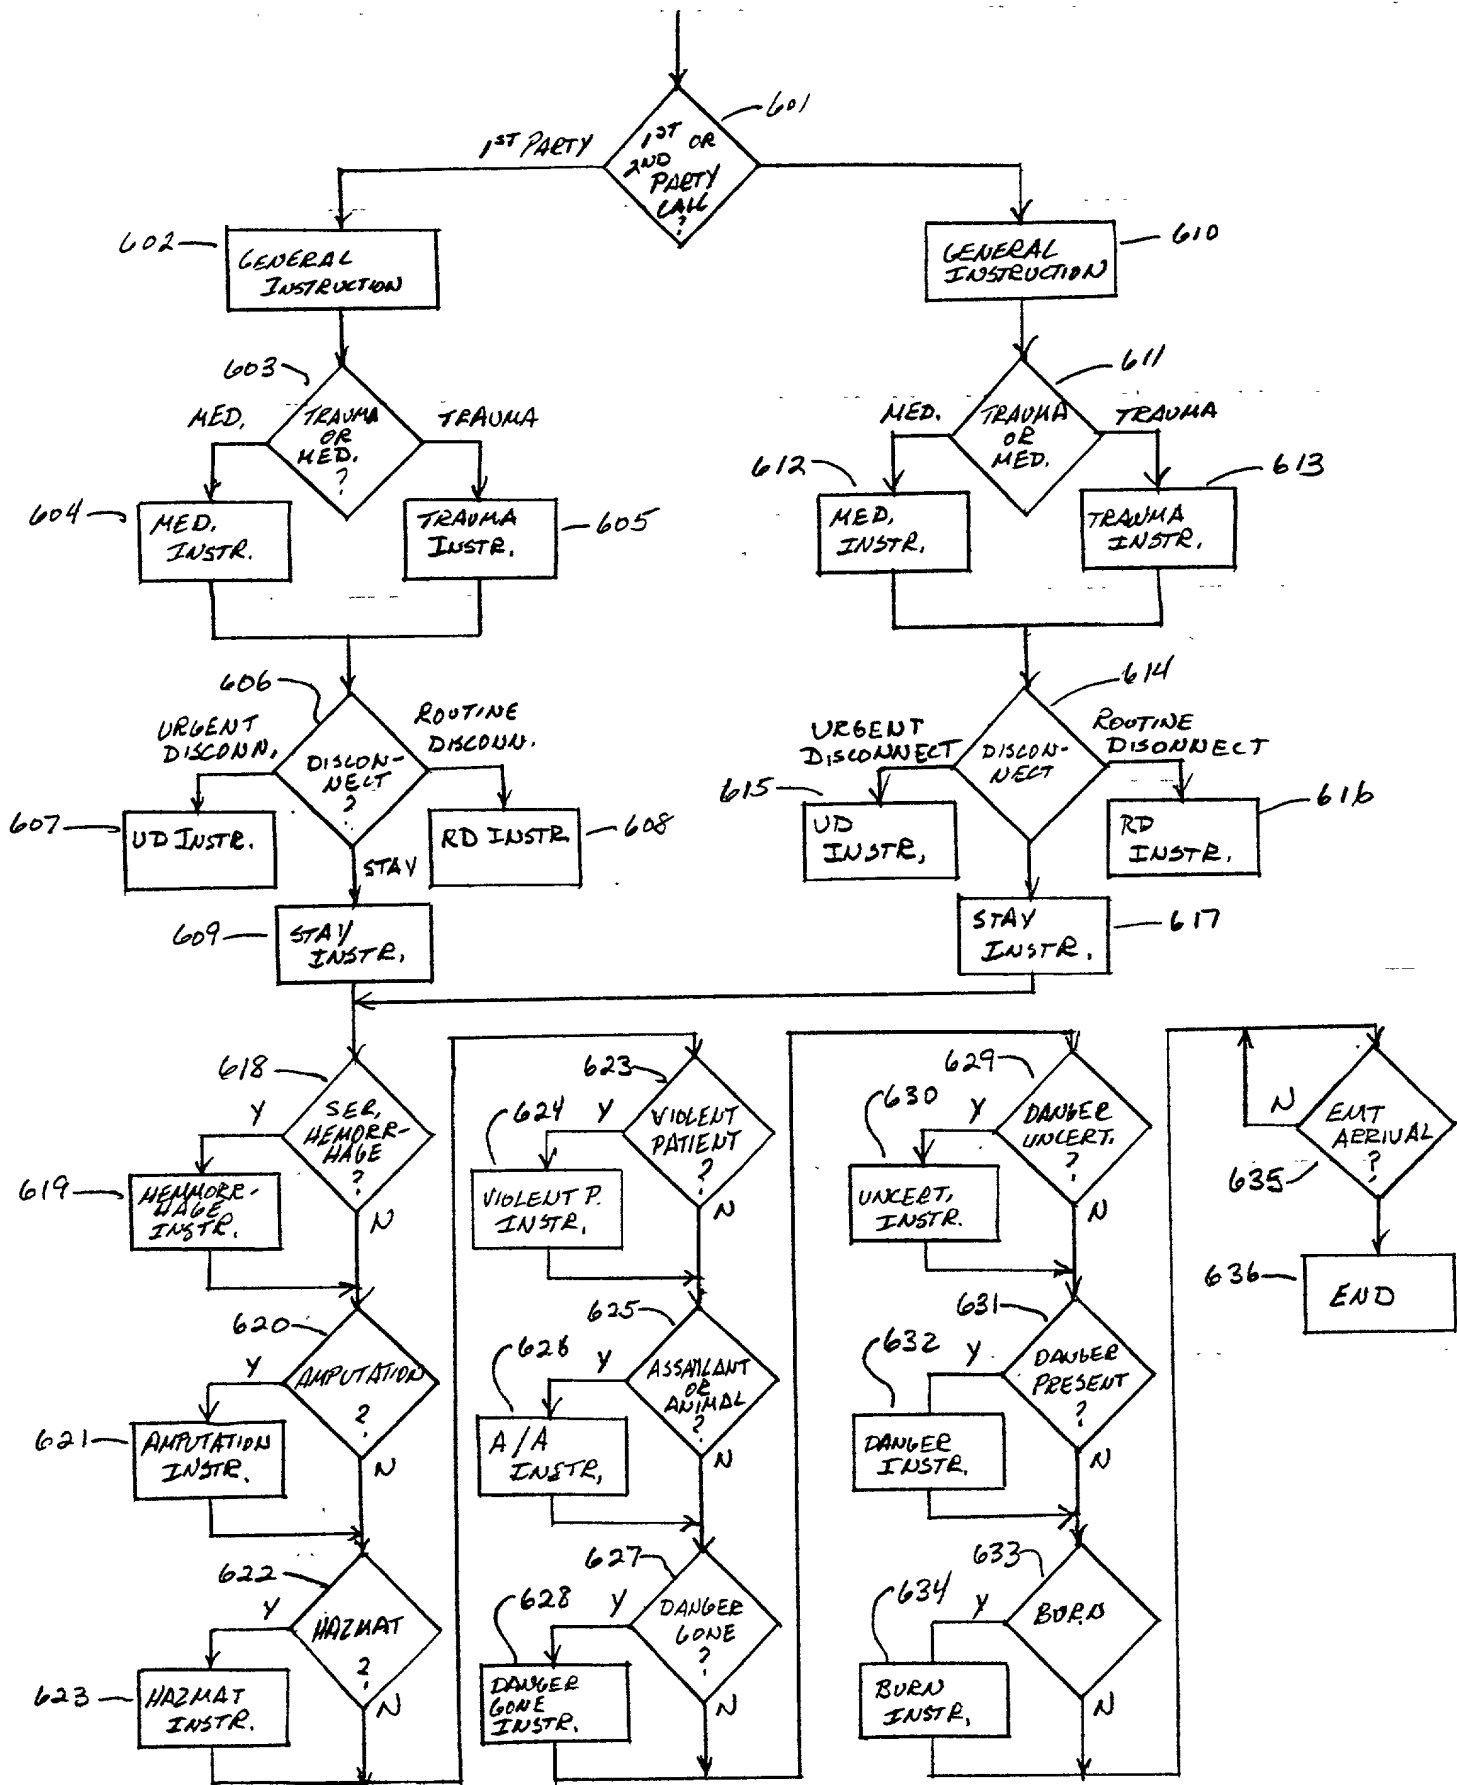 601
1ST PARTY
1ST OR
2ND
PARTY
CALL
?
602
GENERAL
INSTRUCTION
610
GENERAL
INSTRUCTION
603
MED.
TRAUMA
OR
MED.
?
TRAUMA
611
MED.
TRAUMA
OR
MED.
TRAUMA
604
MED.
INSTR.
TRAUMA
INSTR.
605
612
MED.
INSTR.
613
TRAUMA
INSTR.
606
URGENT
DISCONN.
ROUTINE
DISCONN.
DISCON-
NECT
?
607
UD INSTR.
RD INSTR
608
STAY
609
STAY
INSTR.
614
URGENT
DISCONNECT
ROUTINE
DISONNECT
DISCON-
NECT
615
UD
INSTR,
616
RD
INSTR.
STAY
INSTR.
617
618
Y
SER.
HEMORR-
HAGE
?
N
619
HEMMORR-
HAGE
INSTR.
620
Y
AMPUTATION
?
N
621
AMPUTATION
INSTR.
622
Y
HAZMAT
?
N
623
HAZMAT
INSTR.
623
624
Y
VIOLENT
PATIENT
?
N
VIOLENT P.
INSTR.
625
626
Y
ASSAILANT
OR
ANIMAL
?
N
A/A
INSTR,
627
628
Y
DANGER
GONE
?
N
DANGER
GONE
INSTR.
629
630
Y
DANGER
UNCERT.
?
N
UNCERT.
INSTR.
631
632
Y
DANGER
PRESENT
?
N
DANGER
INSTR.
633
634
Y
BURN
N
BURN
INSTR,
N
EMT
ARRIVAL
?
635
636
END